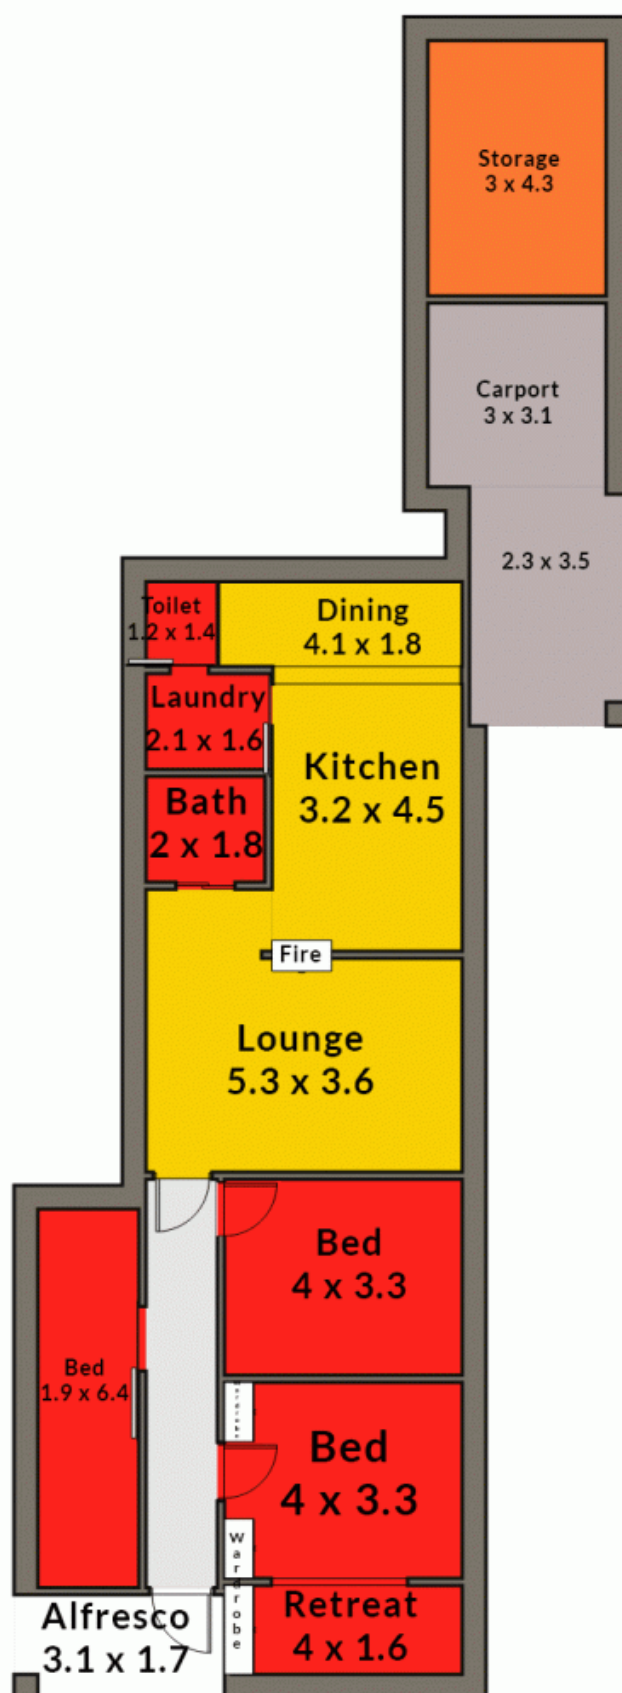 Storage
3 x 4.3
Carport
3 x 3.1
2.3 x 3.5
Toilet
1.2 x 1.4
Dining
4.1 x 1.8
Laundry
2.1 x 1.6
Kitchen
3.2 x 4.5
Bath
2 x 1.8
Fire
Lounge
5.3 x 3.6
Bed
4 x 3.3
Bed
1.9 x 6.4
Wardrobe
Bed
4 x 3.3
Wardrobe
Retreat
4 x 1.6
Alfresco
3.1 x 1.7